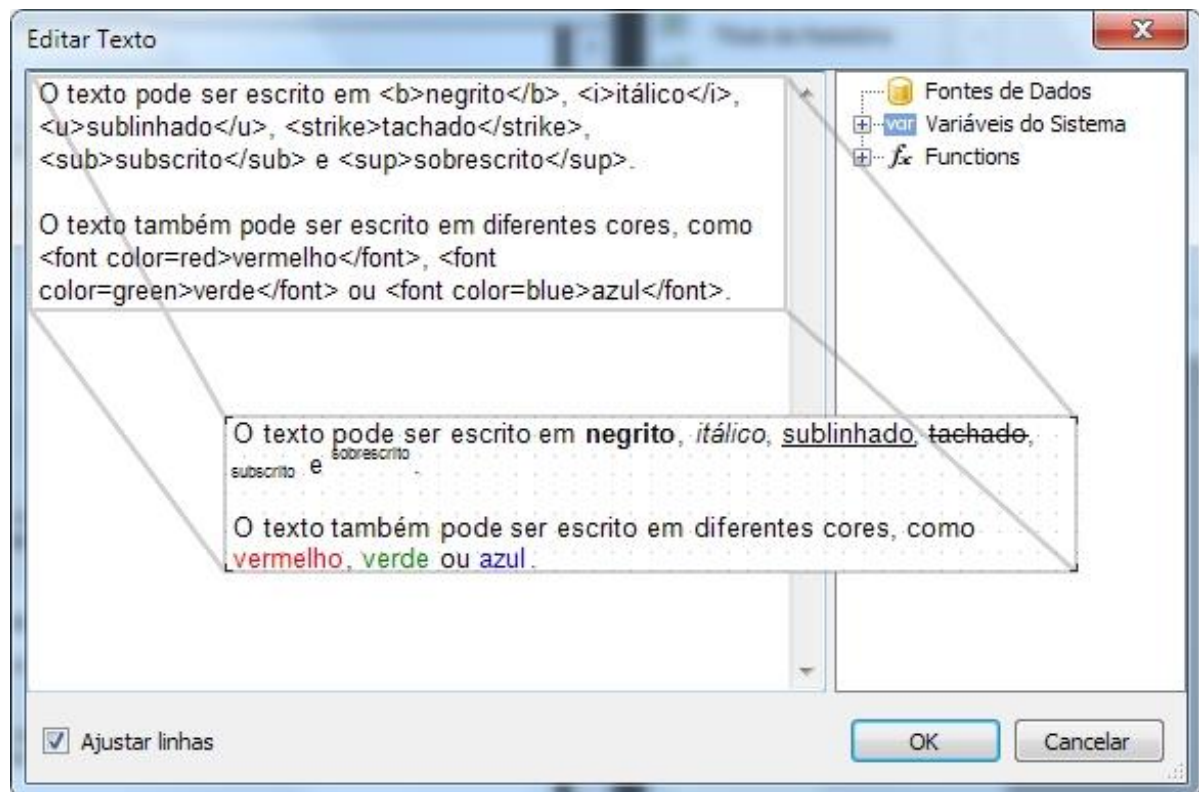 Editar Texto
O texto pode ser escrito em <b>negrito</b>, <i>itálico</i>,
<u>sublinhado</u>, <strike>tachado</strike>,
<sub>subscrito</sub> e <sup>sobrescrito</sup>.
O texto também pode ser escrito em diferentes cores, como
<font color=red>vermelho</font>, <font
color=green>verde</font> ou <font color=blue>azul</font>.
Fontes de Dados
var Variáveis do Sistema
fx Functions
O texto pode ser escrito em negrito, itálico, sublinhado, tachado,
subscrito e sobrescrito.
O texto também pode ser escrito em diferentes cores, como
vermelho, verde ou azul.
Ajustar linhas
OK
Cancelar